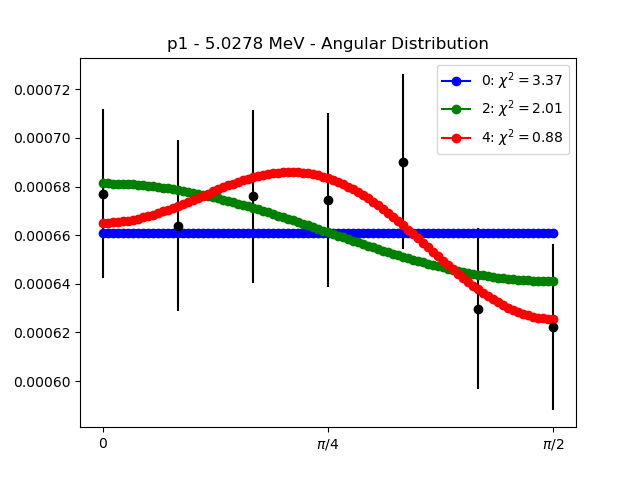 p1 - 5.0278 MeV - Angular Distribution
0.00072
0.00070
0.00068
0.00066
0.00064
0.00062
0.00060
0: χ² = 3.37
2: χ² = 2.01
4: χ² = 0.88
0 π/4 π/2